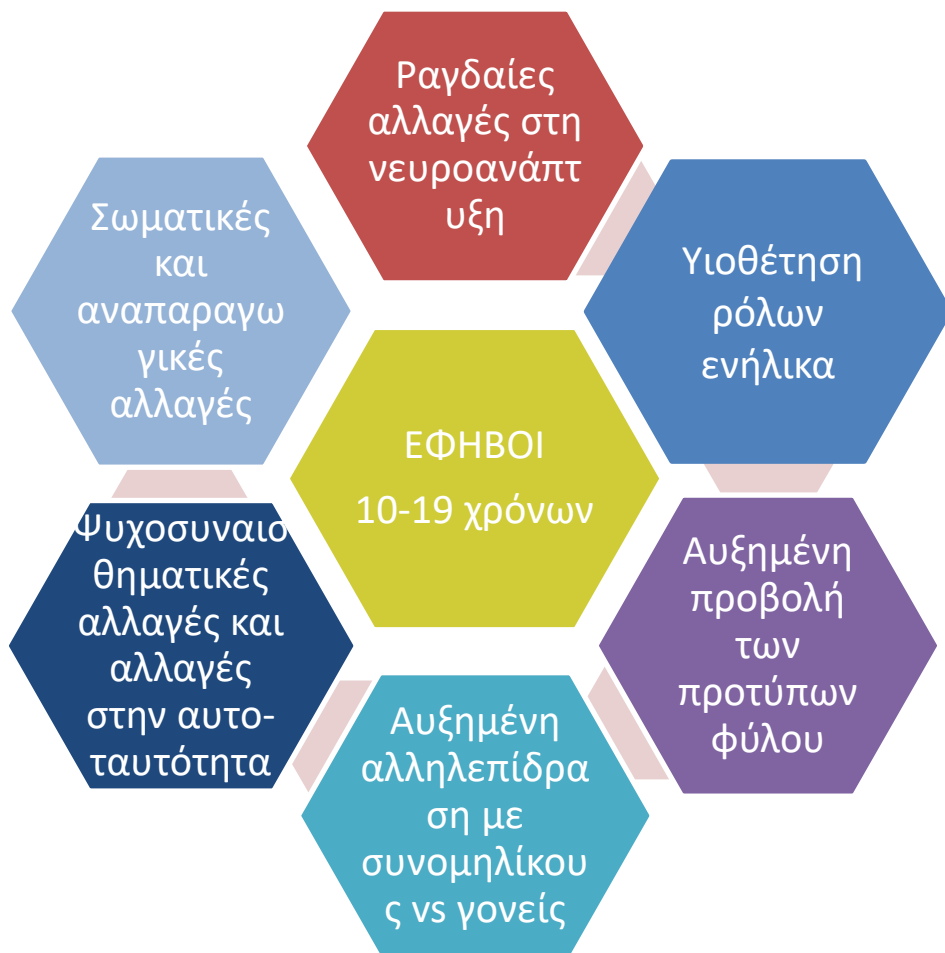 Ραγδαίες
αλλαγές στη
νευροανάπτ
υξη
Υιοθέτηση
ρόλων
ενήλικα
Αυξημένη
προβολή
των
προτύπων
φύλου
Αυξημένη
αλληλεπίδρα
ση με
συνομηλίκου
ς vs γονείς
Ψυχοσυναισ
θηματικές
αλλαγές και
αλλαγές
στην αυτο-
ταυτότητα
Σωματικές
και
αναπαραγω
γικές
αλλαγές
ΕΦΗΒΟΙ
10-19 χρόνων